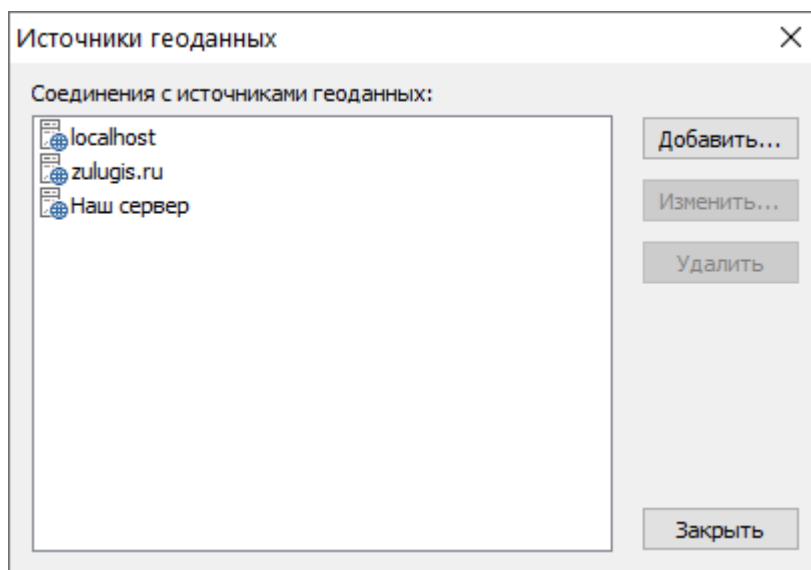 Источники геоданных
Соединения с источниками геоданных:
localhost
zulugis.ru
Наш сервер
Добавить...
Изменить...
Удалить
Закрыть